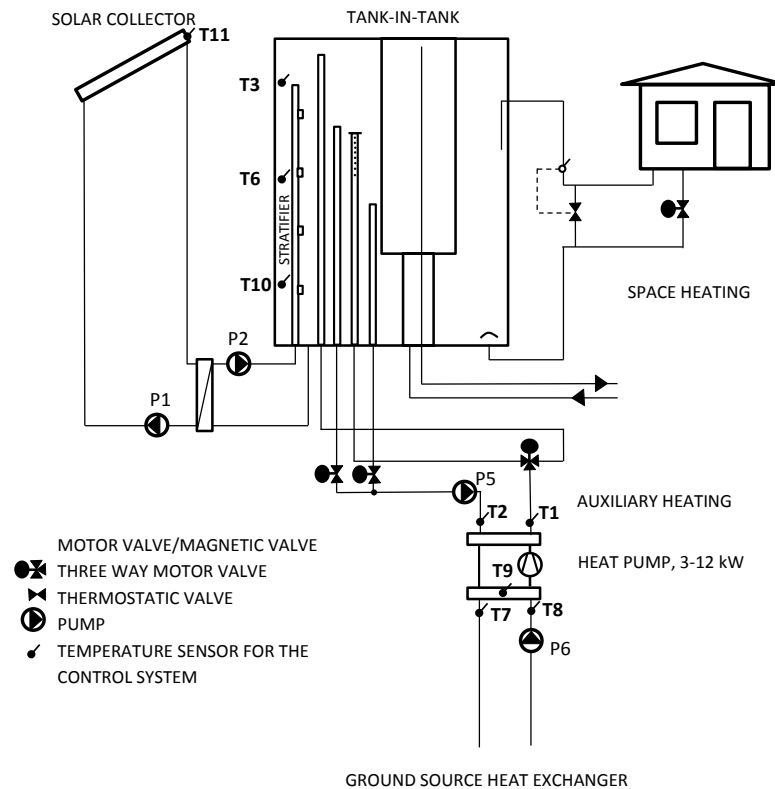 SOLAR COLLECTOR
TANK-IN-TANK
T11
T3
T6
STRATIFIER
T10
SPACE HEATING
P2
P1
P5
AUXILIARY HEATING
T2
T1
HEAT PUMP, 3-12 kW
T9
T7
T8
P6
MOTOR VALVE/MAGNETIC VALVE
THREE WAY MOTOR VALVE
THERMOSTATIC VALVE
PUMP
TEMPERATURE SENSOR FOR THE
CONTROL SYSTEM
GROUND SOURCE HEAT EXCHANGER